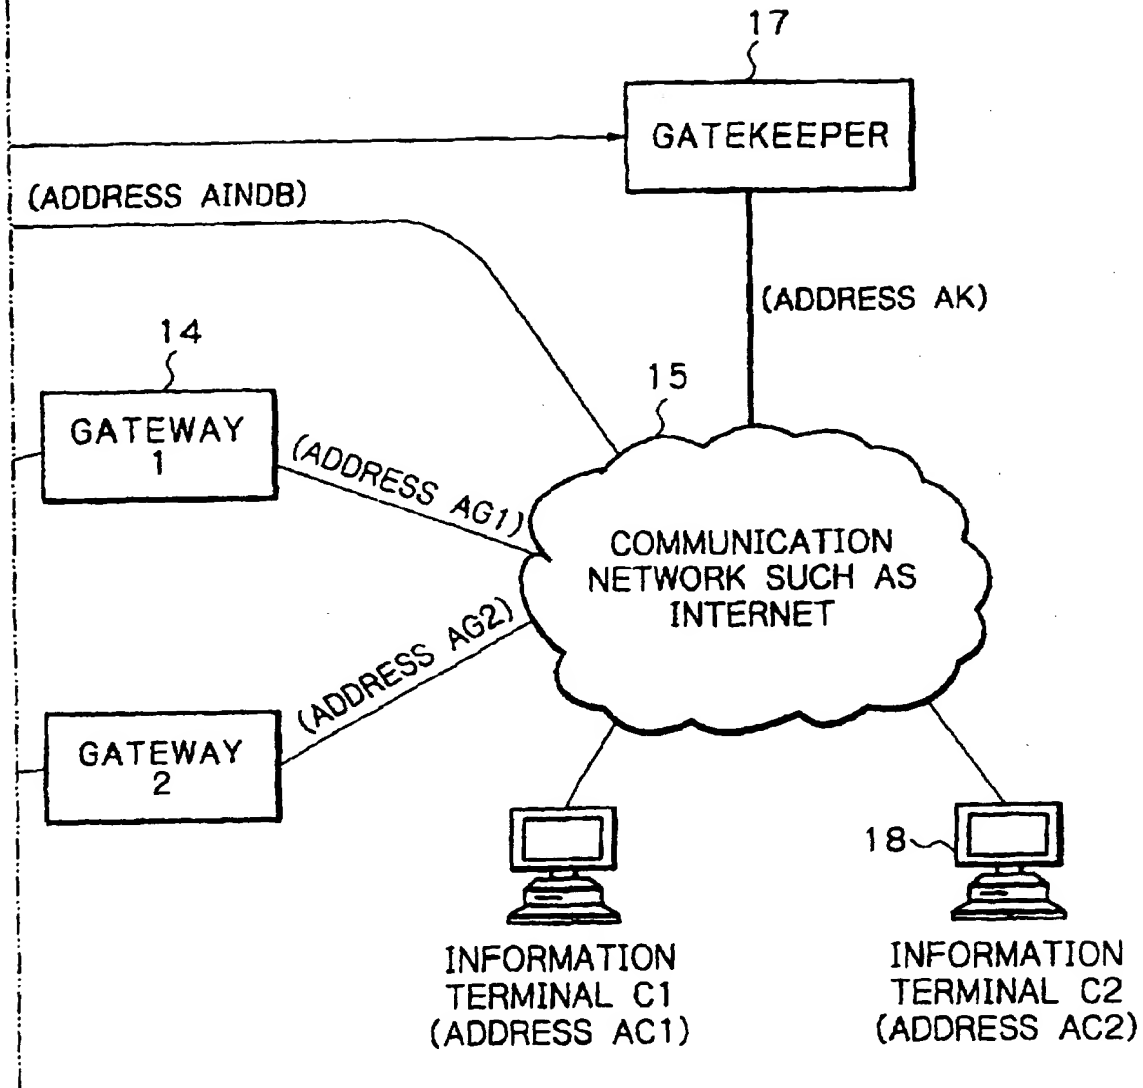 17
GATEKEEPER
(ADDRESS AINDB)
(ADDRESS AK)
14
15
GATEWAY
1
(ADDRESS AG1)
COMMUNICATION
NETWORK SUCH AS
INTERNET
(ADDRESS AG2)
GATEWAY
2
18
INFORMATION
TERMINAL C1
(ADDRESS AC1)
INFORMATION
TERMINAL C2
(ADDRESS AC2)